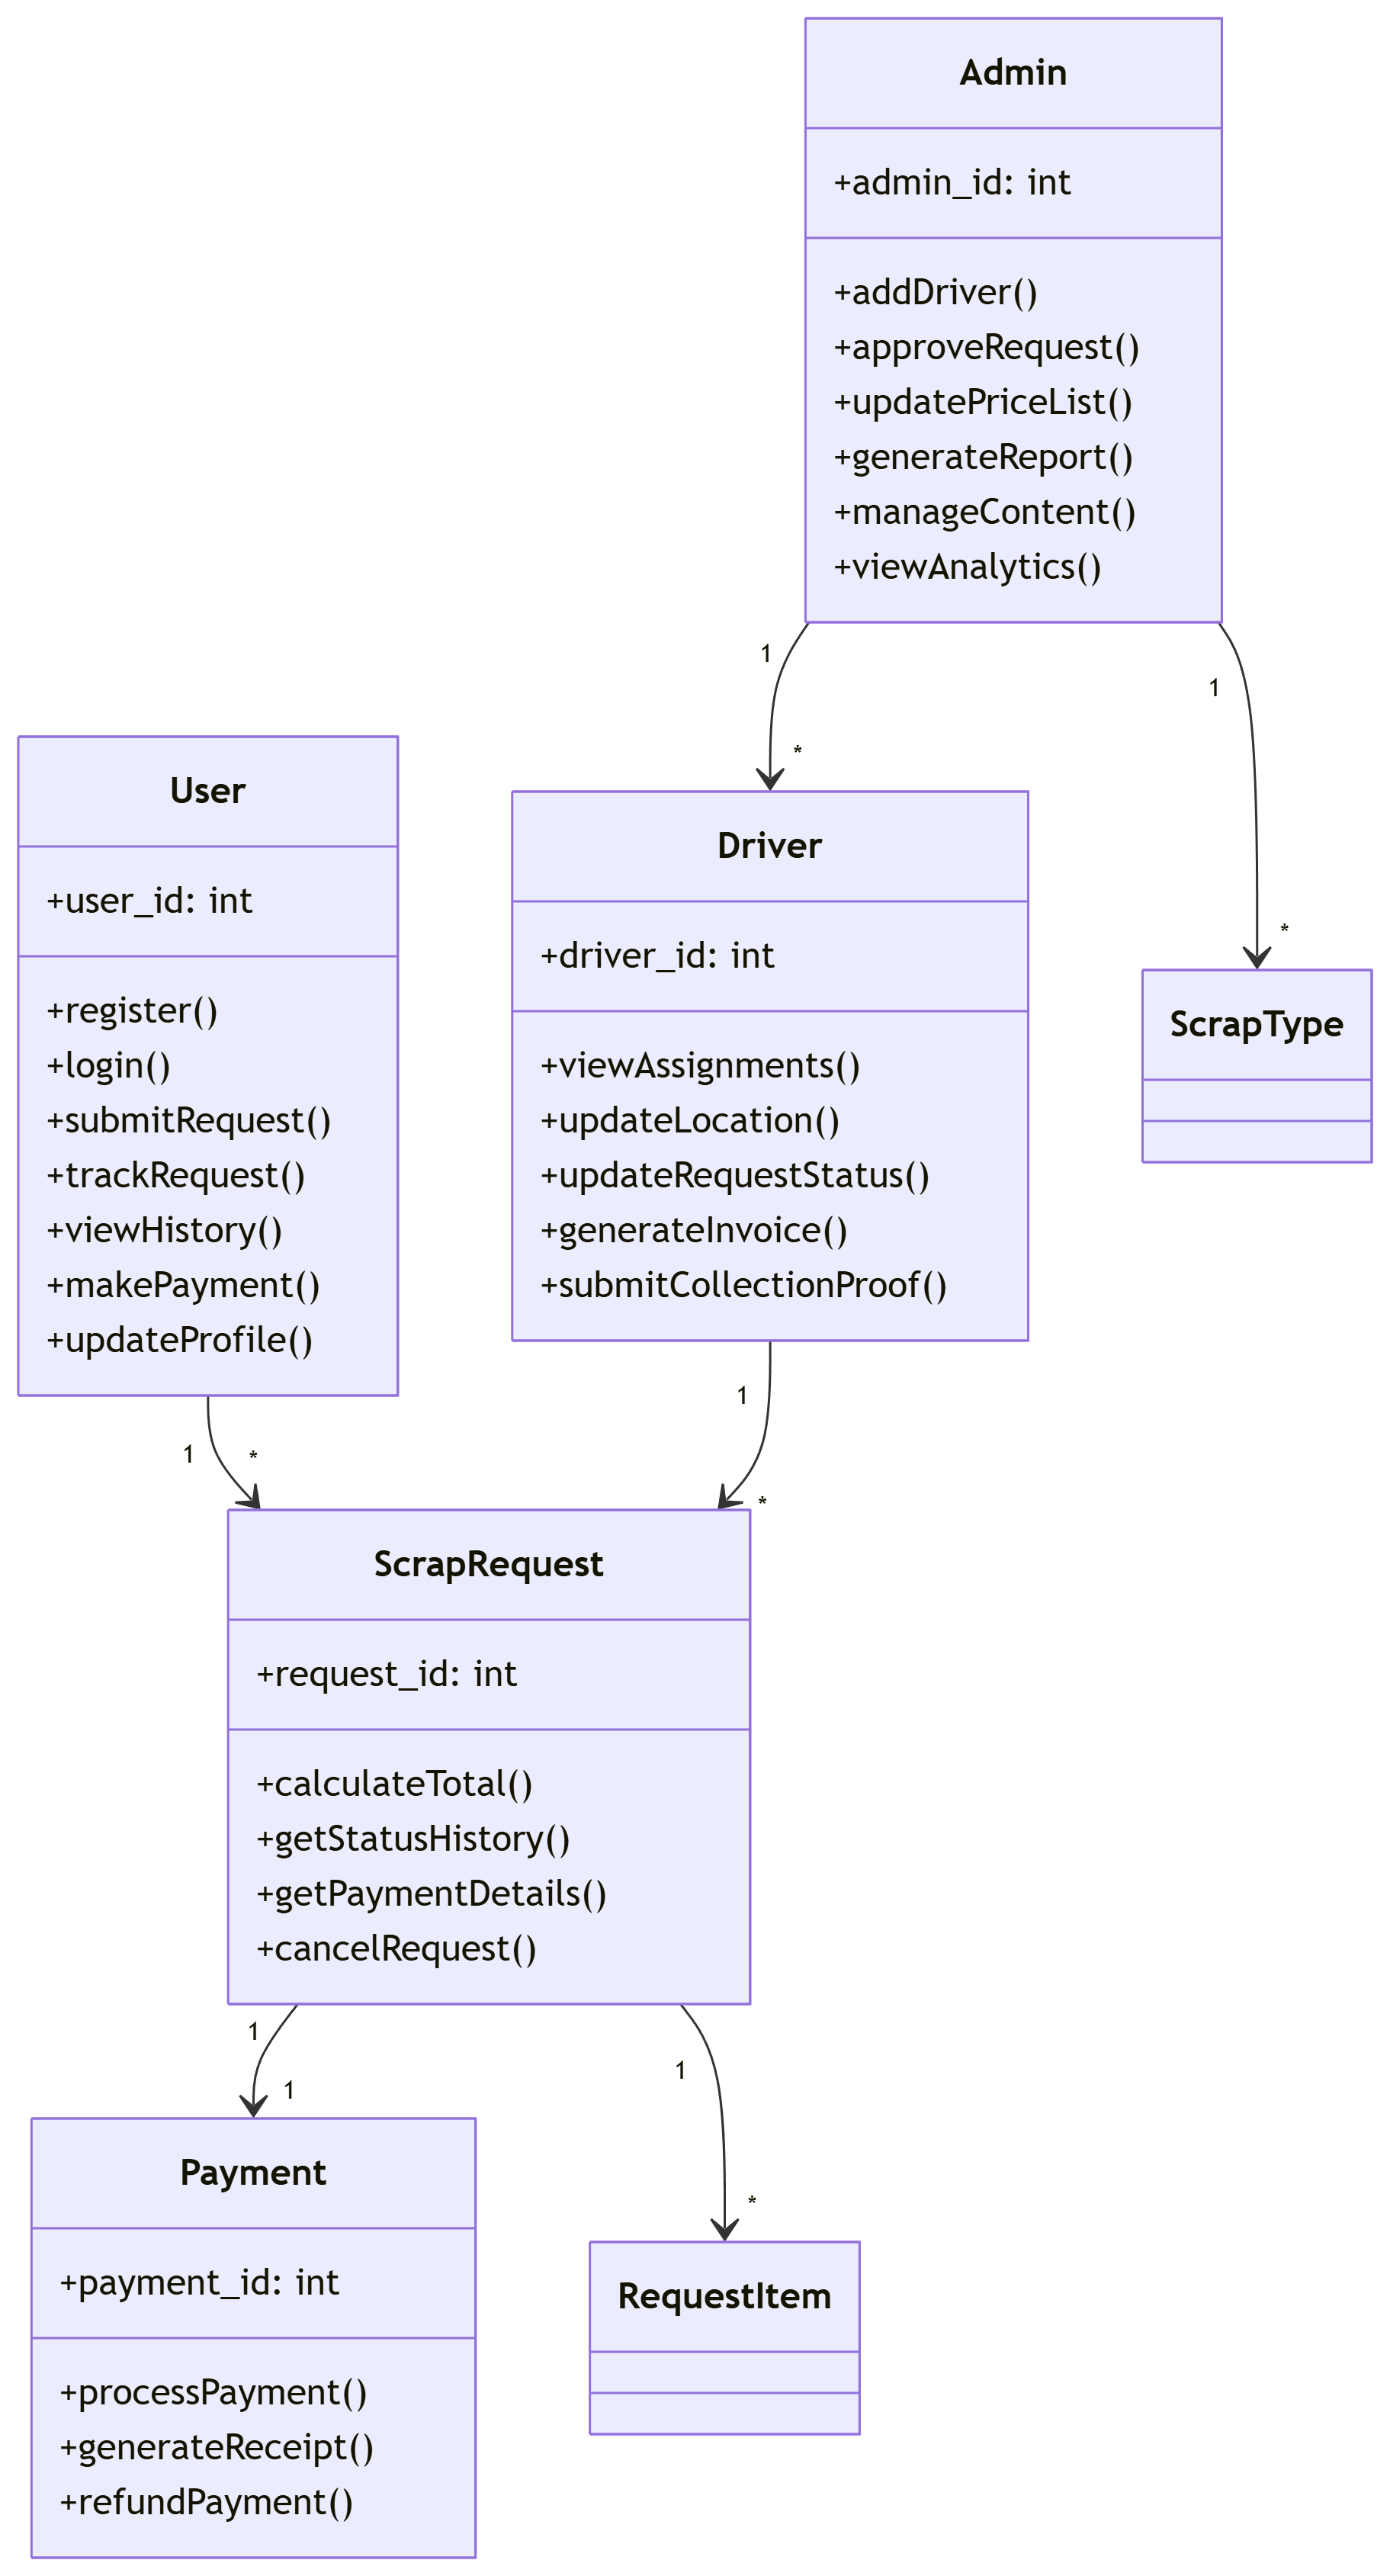 Admin
+admin_id: int
+addDriver()
+approveRequest()
+updatePriceList()
+generateReport()
+manageContent()
+viewAnalytics()
1
*
1
*
User
+user_id: int
+register()
+login()
+submitRequest()
+trackRequest()
+viewHistory()
+makePayment()
+updateProfile()
Driver
+driver_id: int
+viewAssignments()
+updateLocation()
+updateRequestStatus()
+generateInvoice()
+submitCollectionProof()
ScrapType
1
*
1
*
ScrapRequest
+request_id: int
+calculateTotal()
+getStatusHistory()
+getPaymentDetails()
+cancelRequest()
1
1
1
*
Payment
+payment_id: int
+processPayment()
+generateReceipt()
+refundPayment()
RequestItem